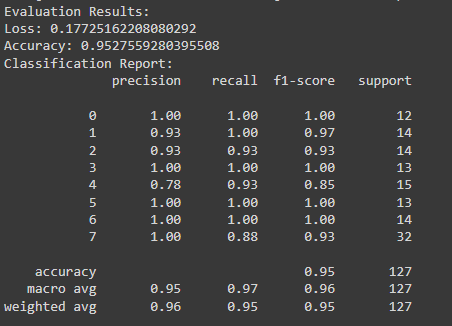 Evaluation Results:
Loss: 0.17725162208080292
Accuracy: 0.9527559280395508
Classification Report:
precision recall f1-score support
0 1.00 1.00 1.00 12
1 0.93 1.00 0.97 14
2 0.93 0.93 0.93 14
3 1.00 1.00 1.00 13
4 0.78 0.93 0.85 15
5 1.00 1.00 1.00 13
6 1.00 1.00 1.00 14
7 1.00 0.88 0.93 32
accuracy 0.95 127
macro avg 0.95 0.97 0.96 127
weighted avg 0.96 0.95 0.95 127